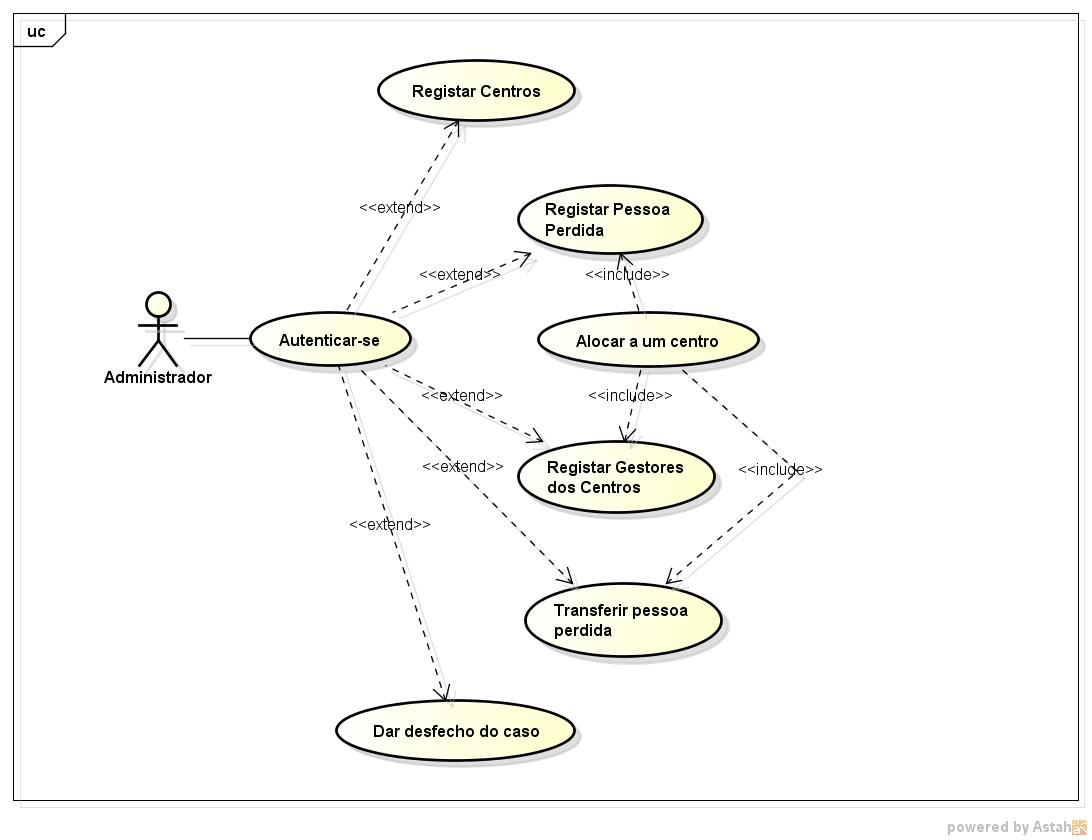 uc
Registar Centros
<<extend>>
Registar Pessoa
Perdida
<<extend>>
<<include>>
Autenticar-se
Alocar a um centro
Administrador
<<extend>>
<<include>>
<<extend>>
Registar Gestores
dos Centros
<<include>>
<<extend>>
Transferir pessoa
perdida
Dar desfecho do caso
powered by Astah